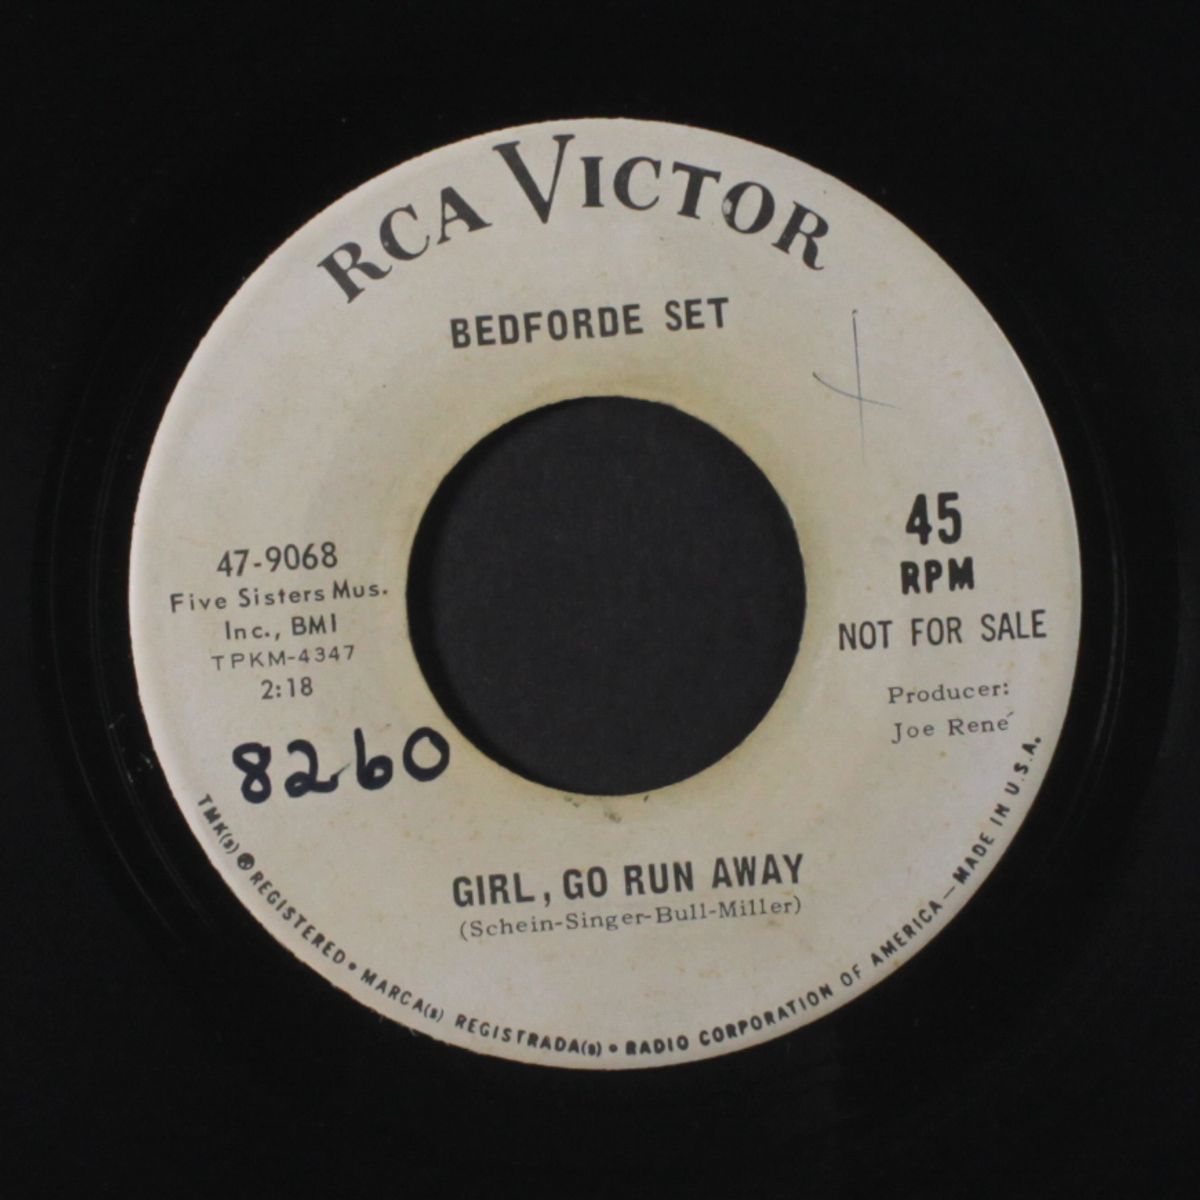 RCA VICTOR
BEDFORDE SET
47-9068
Five Sisters Mus.
Inc., BMI
TPKM-4347
2:18
8260
45
RPM
NOT FOR SALE
Producer:
Joe René
GIRL, GO RUN AWAY
(Schein-Singer-Bull-Miller)
TMK(s) ® REGISTERED • MARCA(s) REGISTRADA(s) • RADIO CORPORATION OF AMERICA—MADE IN U.S.A.